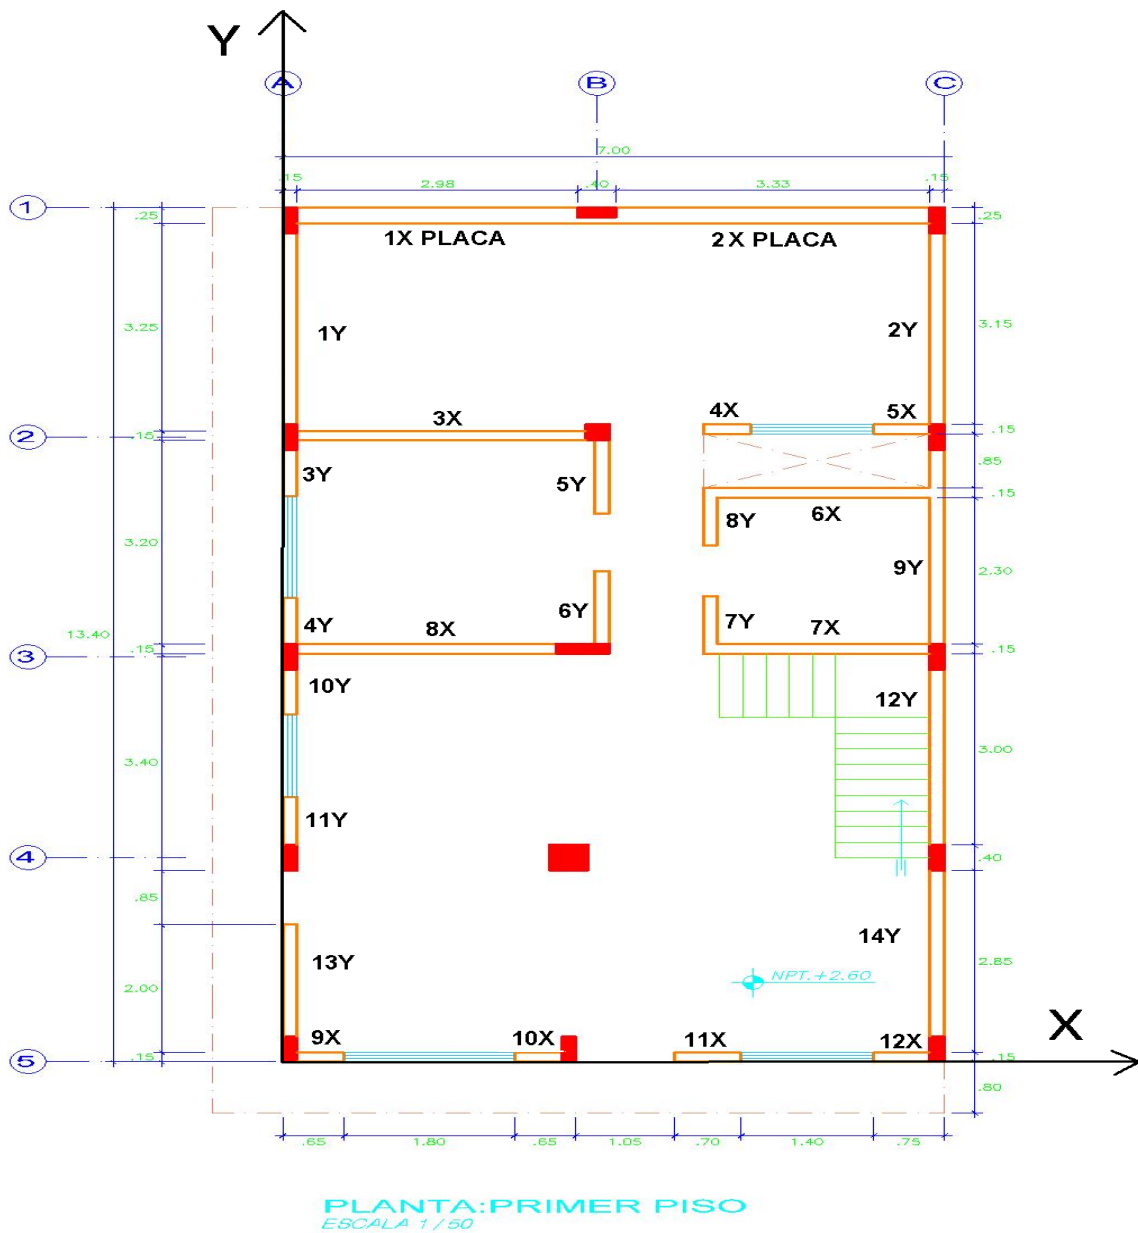 Y
A B C
7.00
.15 2.98 .40 3.33 .15
1
.25 .25
1X PLACA 2X PLACA
3.25 1Y 2Y 3.15
3X 4X 5X
2 .15 .15
3Y 5Y .85
.15
8Y 6X
3.20 9Y 2.30
4Y 8X 6Y 7Y 7X
13.40
3 .15 .15
10Y 12Y
3.40 3.00
11Y
4 .40
.85
13Y 14Y 2.85
2.00 NPT.+2.60
X
9X 10X 11X 12X
5 .15 .15
.80
.65 1.80 .65 1.05 .70 1.40 .75
PLANTA:PRIMER PISO
ESCALA 1/50